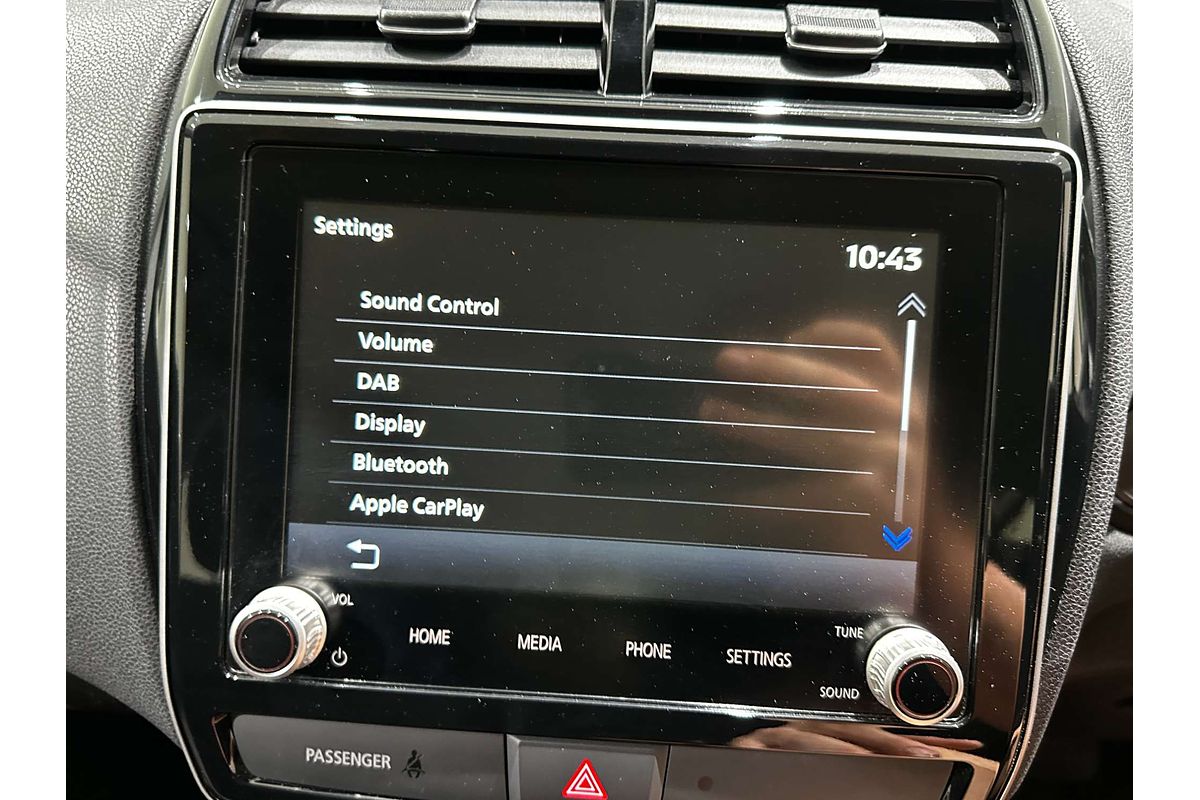 Settings
10:43
Sound Control
Volume
DAB
Display
Bluetooth
Apple CarPlay
VOL
HOME
MEDIA
PHONE
SETTINGS
TUNE
SOUND
PASSENGER